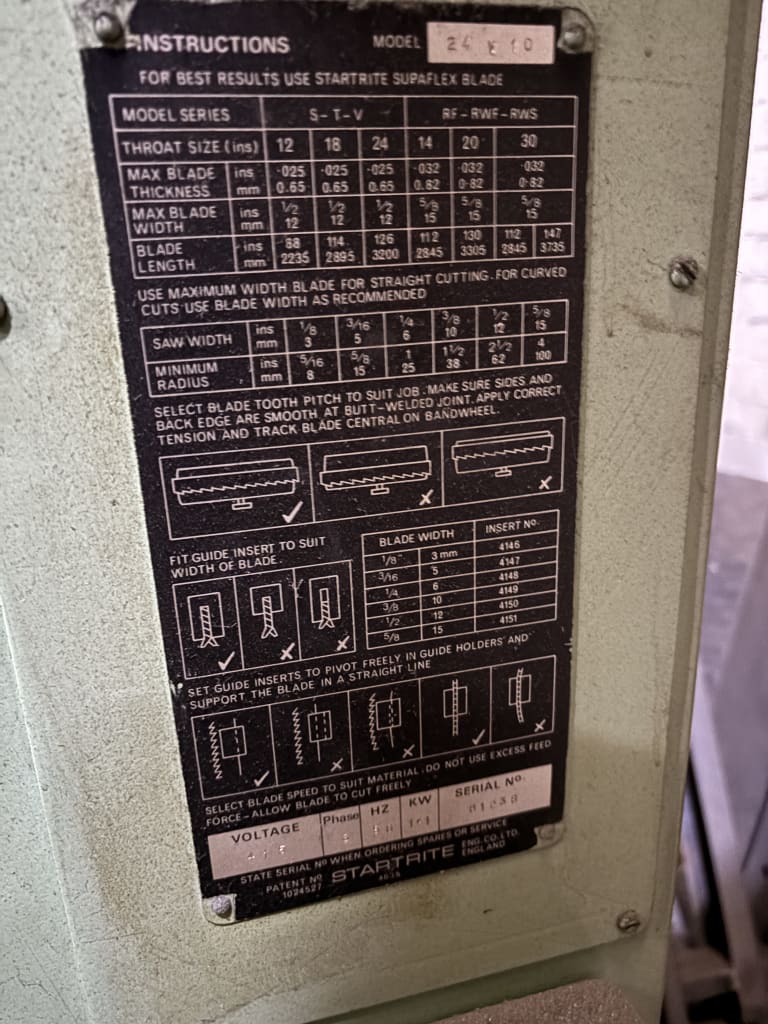 INSTRUCTIONS MODEL 24 10
FOR BEST RESULTS USE STARTRITE SUPAFLEX BLADE
MODEL SERIES S-T-V RF-RWF-RWS
THROAT SIZE (ins) 12 18 24 14 20 30
MAX BLADE THICKNESS ins ·025 ·025 ·025 ·032 ·032 ·032
mm 0.65 0.65 0.65 0.82 0·82 0·82
MAX BLADE WIDTH ins 1/2 1/2 1/2 5/8 5/8 5/8
mm 12 12 12 15 15 15
BLADE LENGTH ins 88 114 126 112 130 112 147
mm 2235 2895 3200 2845 3305 2845 3735
USE MAXIMUM WIDTH BLADE FOR STRAIGHT CUTTING. FOR CURVED
CUTS USE BLADE WIDTH AS RECOMMENDED
SAW WIDTH ins 1/8 3/16 1/4 3/8 1/2 5/8
mm 3 5 6 10 12 15
MINIMUM RADIUS ins 5/16 5/8 1 1 1/2 2 1/2 4
mm 8 15 25 38 62 100
SELECT BLADE TOOTH PITCH TO SUIT JOB. MAKE SURE SIDES AND
BACK EDGE ARE SMOOTH AT BUTT-WELDED JOINT. APPLY CORRECT
TENSION AND TRACK BLADE CENTRAL ON BANDWHEEL.
FIT GUIDE INSERT TO SUIT
WIDTH OF BLADE.
BLADE WIDTH INSERT NO.
1/8" 3 mm 4146
3/16 5 4147
1/4 6 4148
3/8 10 4149
1/2 12 4150
5/8 15 4151
SET GUIDE INSERTS TO PIVOT FREELY IN GUIDE HOLDERS AND
SUPPORT THE BLADE IN A STRAIGHT LINE
SELECT BLADE SPEED TO SUIT MATERIAL. DO NOT USE EXCESS FEED
FORCE-ALLOW BLADE TO CUT FREELY
VOLTAGE Phase HZ KW SERIAL No.
STATE SERIAL No WHEN ORDERING SPARES OR SERVICE
PATENT No 1024527 STARTRITE ENG. CO. LTD. ENGLAND